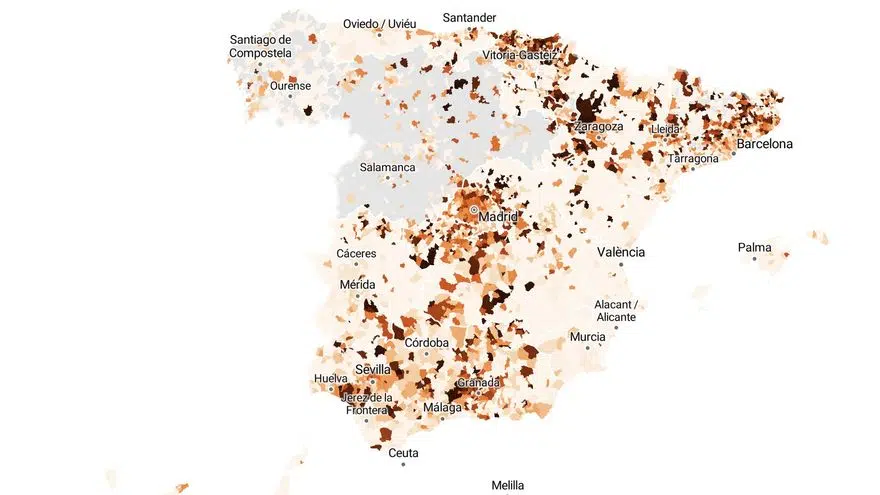 Santander
Oviedo / Uviéu
Santiago de
Compostela
Vitoria-Gasteiz
Ourense
Zaragoza
Lleida
Barcelona
Tarragona
Salamanca
Madrid
Cáceres
València
Palma
Mérida
Alacant /
Alicante
Murcia
Córdoba
Sevilla
Huelva
Granada
Jerez de la
Frontera
Málaga
Ceuta
Melilla